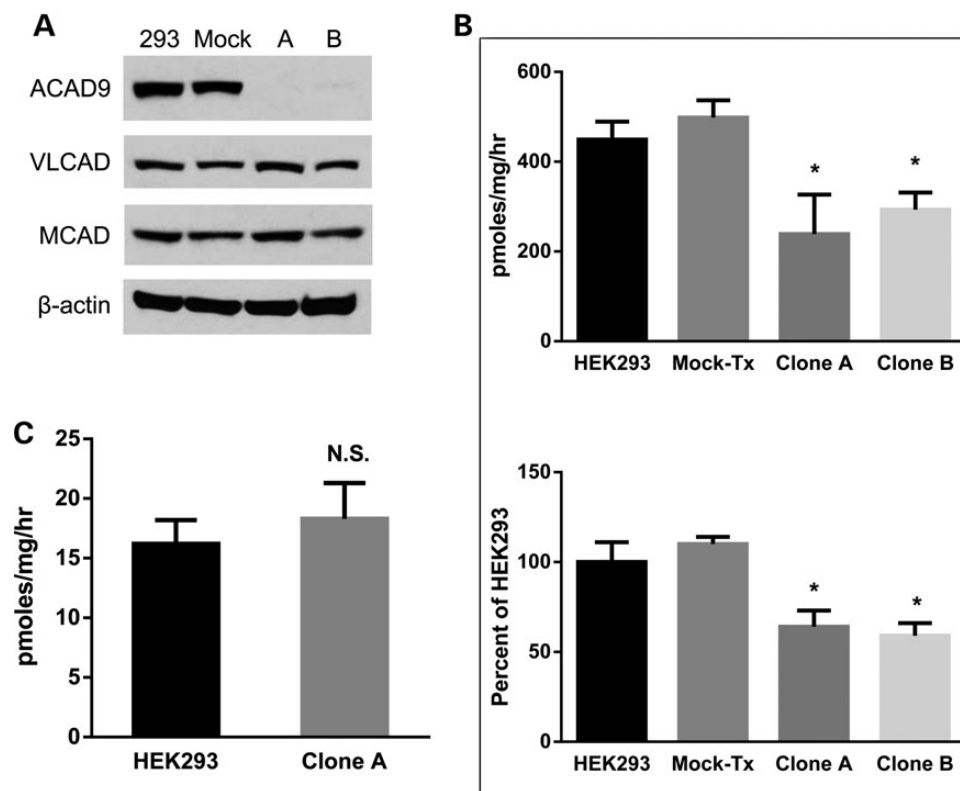 A
293 Mock A B
ACAD9
VLCAD
MCAD
β-actin
B
600
400
200
0
pmoles/mg/hr
*
*
HEK293 Mock-Tx Clone A Clone B
150
100
50
0
Percent of HEK293
*
*
HEK293 Mock-Tx Clone A Clone B
C
25
20
15
10
5
0
pmoles/mg/hr
N.S.
HEK293 Clone A